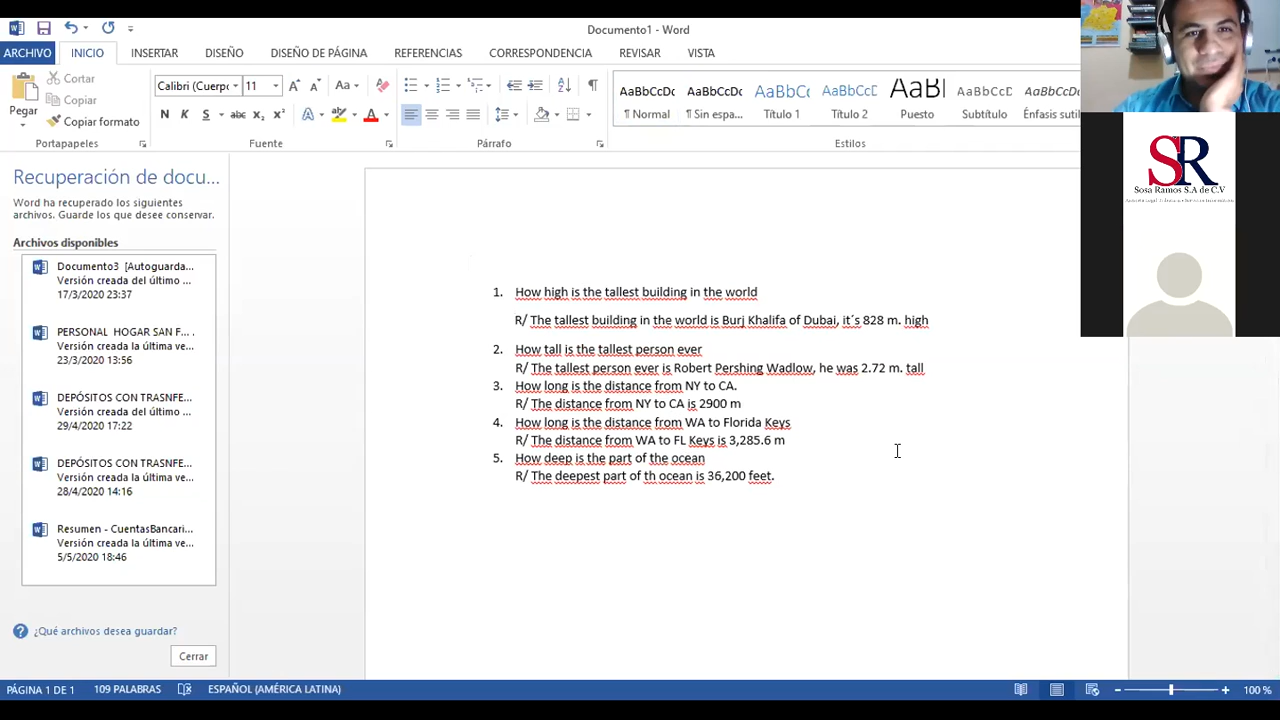 Documento1 - Word
ARCHIVO INICIO INSERTAR DISEÑO DISEÑO DE PÁGINA REFERENCIAS CORRESPONDENCIA REVISAR VISTA
Pegar
Cortar
Copiar
Copiar formato
Portapapeles
Calibri (Cuerpo 11
Aa
N K S abc x₂ x²
Fuente
Párrafo
AaBbCcDc AaBbCcDc AaBbCcDc AaBbCcD AaBl AaBbCcD AaBbCcDc
¶ Normal ¶ Sin espa... Título 1 Título 2 Puesto Subtítulo Énfasis sutil
Estilos
Recuperación de docu...
Word ha recuperado los siguientes
archivos. Guarde los que desee conservar.
Archivos disponibles
Documento3 [Autoguarda...
Versión creada del último ...
17/3/2020 23:37
PERSONAL HOGAR SAN F... .
Versión creada la última ve...
23/3/2020 13:56
DEPÓSITOS CON TRASNFE...
Versión creada del último ...
29/4/2020 17:22
DEPÓSITOS CON TRASNFE...
Versión creada la última ve...
28/4/2020 14:16
Resumen - CuentasBancari...
Versión creada la última ve...
5/5/2020 18:46
¿Qué archivos desea guardar?
Cerrar
1. How high is the tallest building in the world
R/ The tallest building in the world is Burj Khalifa of Dubai, it´s 828 m. high
2. How tall is the tallest person ever
R/ The tallest person ever is Robert Pershing Wadlow, he was 2.72 m. tall
3. How long is the distance from NY to CA.
R/ The distance from NY to CA is 2900 m
4. How long is the distance from WA to Florida Keys
R/ The distance from WA to FL Keys is 3,285.6 m
5. How deep is the part of the ocean
R/ The deepest part of th ocean is 36,200 feet.
SR
Sosa Ramos S.A de C.V
PÁGINA 1 DE 1 109 PALABRAS ESPAÑOL (AMÉRICA LATINA) 100 %